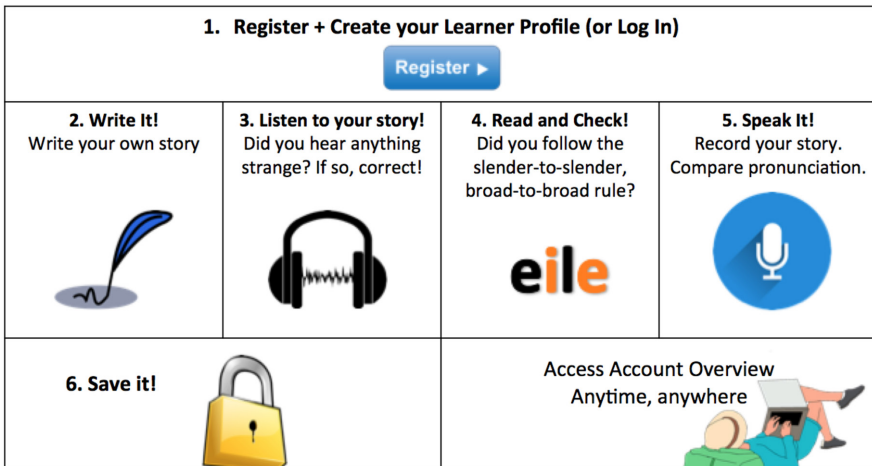 1. Register + Create your Learner Profile (or Log In)
Register
2. Write It!
Write your own story
3. Listen to your story!
Did you hear anything
strange? If so, correct!
4. Read and Check!
Did you follow the
slender-to-slender,
broad-to-broad rule?
eile
5. Speak It!
Record your story.
Compare pronunciation.
6. Save it!
Access Account Overview
Anytime, anywhere